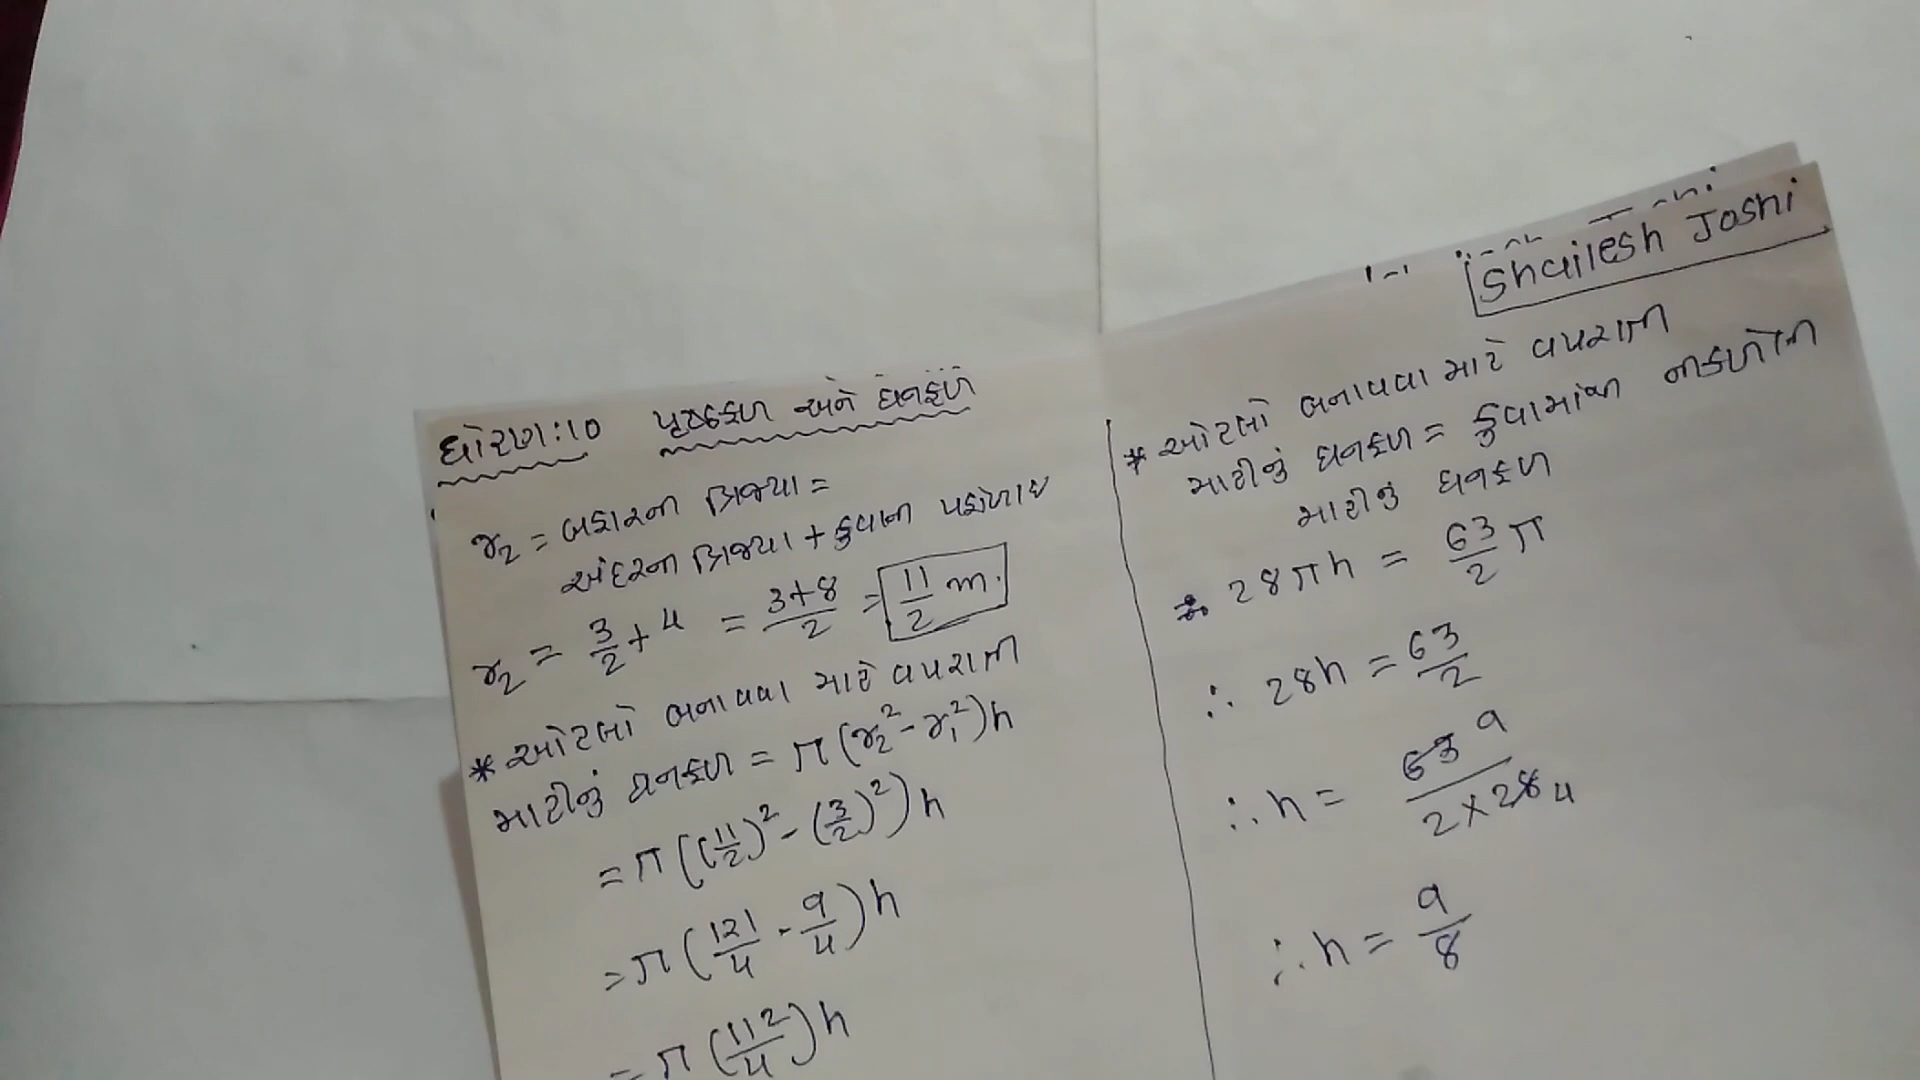 ધોરણ:10 પૃષ્ઠફળ અને ઘનફળ
r₂ = બહારની ત્રિજ્યા =
અંદરની ત્રિજ્યા + કુવાની પહોળાઇ
r₂ = 3/2 + 4 = (3+8)/2 = 11/2 m.
* ઓટલો બનાવવા માટે વપરાતી
માટીનું ઘનફળ = π(r₂² - r₁²)h
= π((11/2)² - (3/2)²)h
= π(121/4 - 9/4)h
= π(112/4)h
Shailesh Joshi
* ઓટલો બનાવવા માટે વપરાતી
માટીનું ઘનફળ = કુવામાંથી નીકળેલી
માટીનું ઘનફળ
∴ 28πh = 63/2 π
∴ 28h = 63/2
∴ h = 63 9/2×28 4
∴ h = 9/8